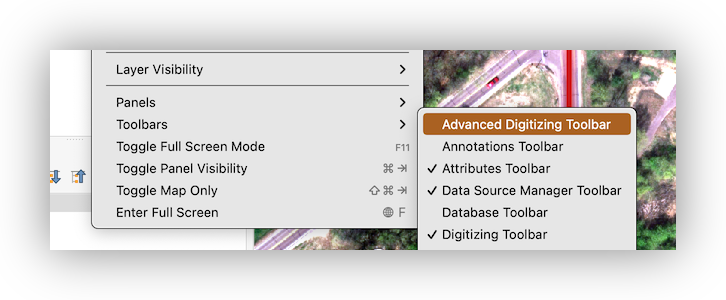 Layer Visibility
Panels
Toolbars
Toggle Full Screen Mode F11
Toggle Panel Visibility ⌘⇥
Toggle Map Only ⇧⌘⇥
Enter Full Screen 🌐 F
Advanced Digitizing Toolbar
Annotations Toolbar
✓ Attributes Toolbar
✓ Data Source Manager Toolbar
Database Toolbar
✓ Digitizing Toolbar